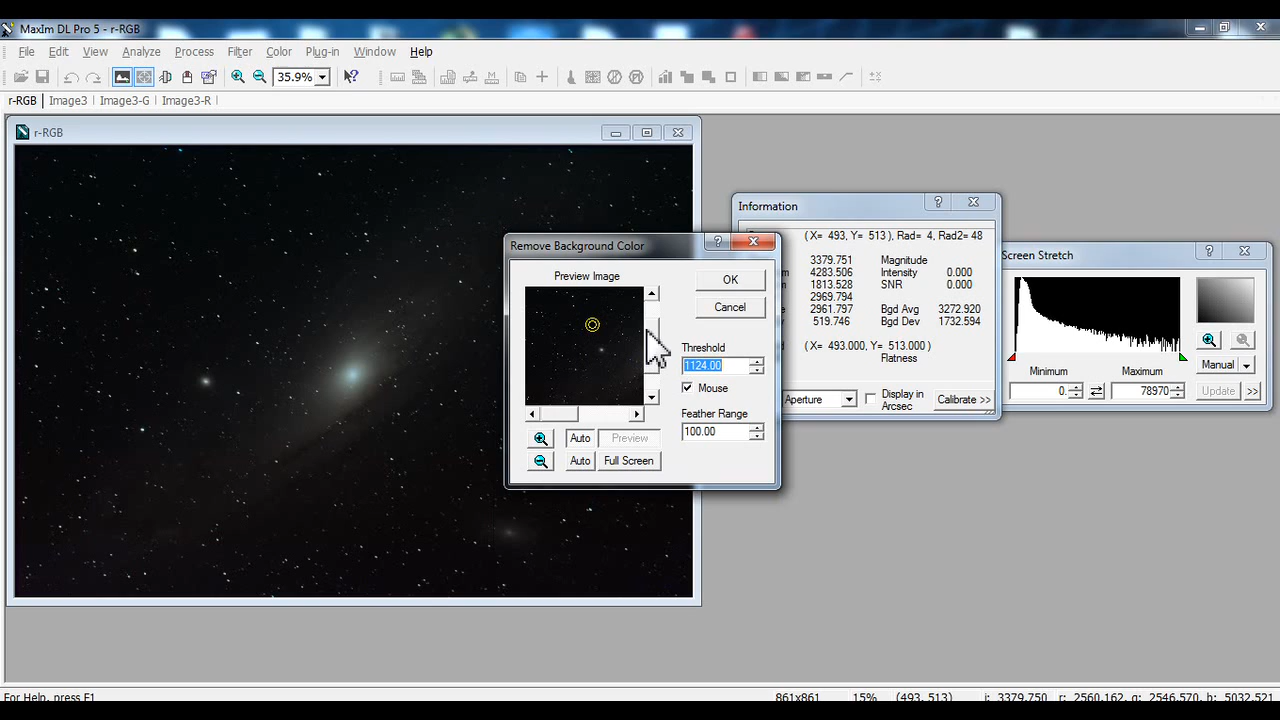 MaxIm DL Pro 5 - r-RGB
File Edit View Analyze Process Filter Color Plug-in Window Help
35.9%
r-RGB Image3 Image3-G Image3-R
r-RGB
Remove Background Color
Preview Image
OK
Cancel
Threshold
1124.00
Mouse
Feather Range
100.00
Auto Preview
Auto Full Screen
Information
( X= 493, Y= 513 ), Rad= 4, Rad2= 48
3379.751 Magnitude
4283.506 Intensity 0.000
1813.528 SNR 0.000
2969.794
2961.797 Bgd Avg 3272.920
519.746 Bgd Dev 1732.594
( X= 493.000, Y= 513.000 )
Flatness
Aperture Display in Arcsec Calibrate >>
Screen Stretch
Minimum Maximum
Manual
0. 78970 Update >>
For Help, press F1 861x861 15% (493, 513) i: 3379.750 r: 2560.162, g: 2546.570, b: 5032.521